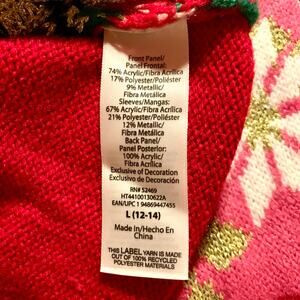 Front Panel/
Panel Frontal:
74% Acrylic/Fibra Acrílica
17% Polyester/Poliéster
9% Metallic/
Fibra Metálica
Sleeves/Mangas:
67% Acrylic/Fibra Acrílica
21% Polyester/Poliéster
12% Metallic/
Fibra Metálica
Back Panel/
Panel Posterior:
100% Acrylic/
Fibra Acrílica
Exclusive of Decoration
Exclusivo de Decoración
RN# 52469
HT44100130622A
EAN/UPC 1 94869447455
L (12-14)
Made in/Hecho En
China
THIS LABEL YARN IS MADE
OUT OF 100% RECYCLED
POLYESTER MATERIALS